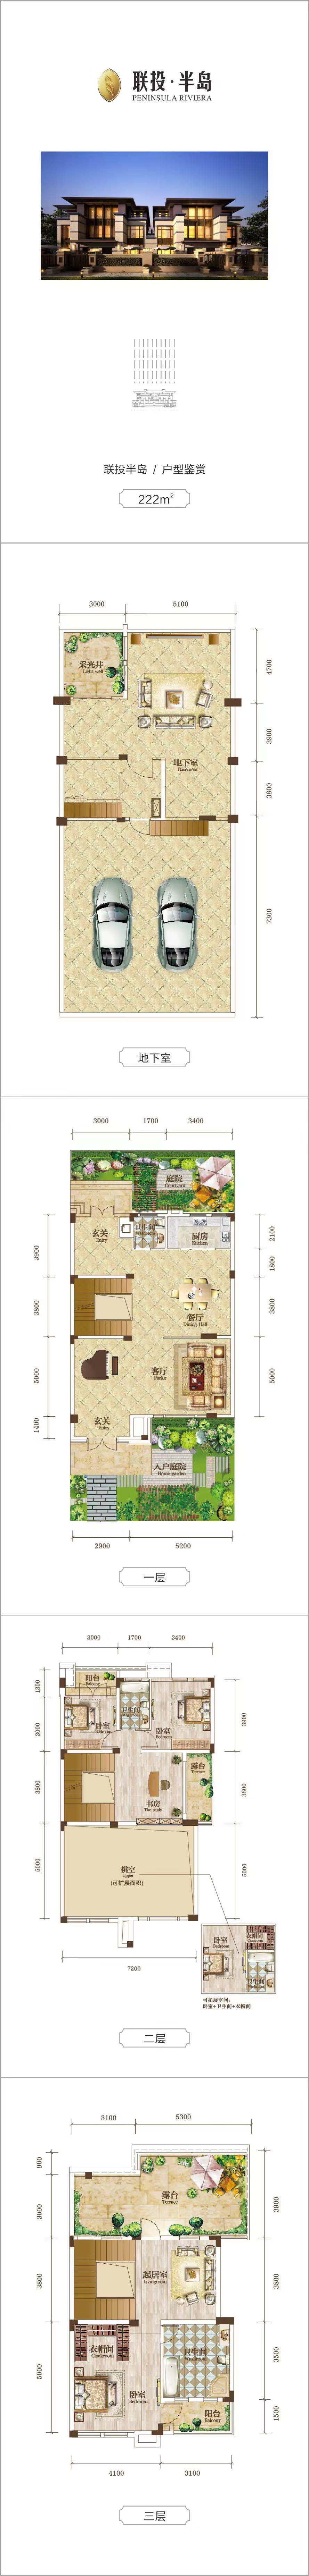 联投·半岛
PENINSULA RIVIERA
联投半岛 / 户型鉴赏
222m²
3000
5100
采光井
Light well
4700
3900
地下室
Basement
3800
7300
地下室
3000
1700
3400
庭院
Courtyard
玄关
Entry
卫生间
厨房
Kitchen
2100
3900
1800
餐厅
Dining Hall
3800
3800
客厅
Parlor
5000
5000
玄关
Entry
1400
入户庭院
Home garden
2900
5200
一层
3000
1700
3400
阳台
Balcony
1300
卫生间
卧室
Bedroom
卧室
Bedroom
3900
3900
露台
Terrace
书房
The study
3800
3800
挑空
Upper
(可扩展面积)
5000
5000
卧室
Bedroom
衣帽间
Cloakroom
卫生间
7200
可拓展空间:
卧室+卫生间+衣帽间
二层
3100
5300
900
露台
Terrace
3000
3900
起居室
Livingroom
3800
3800
衣帽间
Cloakroom
卫生间
3500
5000
卧室
Bedroom
阳台
Balcony
1500
4100
3100
三层